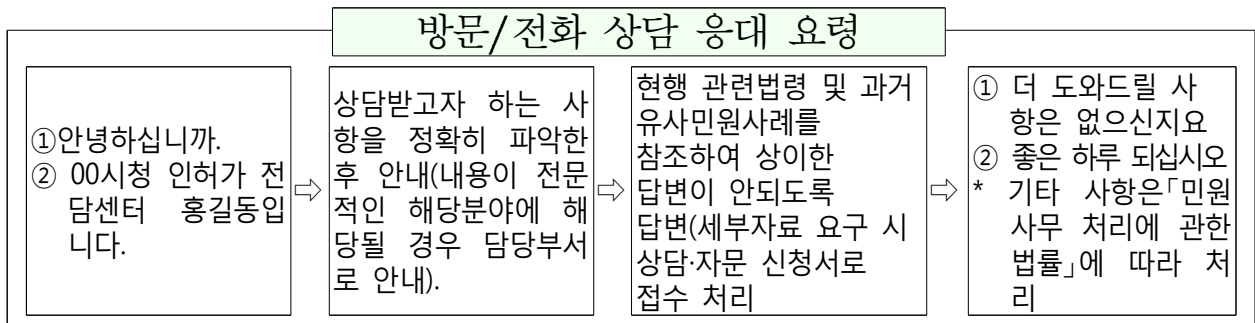 방문/전화 상담 응대 요령
①안녕하십니까.
② 00시청 인허가 전
담센터 홍길동입
니다.
⇨
상담받고자 하는 사
항을 정확히 파악한
후 안내(내용이 전문
적인 해당분야에 해
당될 경우 담당부서
로 안내).
⇨
현행 관련법령 및 과거
유사민원사례를
참조하여 상이한
답변이 안되도록
답변(세부자료 요구 시
상담·자문 신청서로
접수 처리
⇨
① 더 도와드릴 사
항은 없으신지요
② 좋은 하루 되십시오
* 기타 사항은「민원
사무 처리에 관한
법률」에 따라 처
리